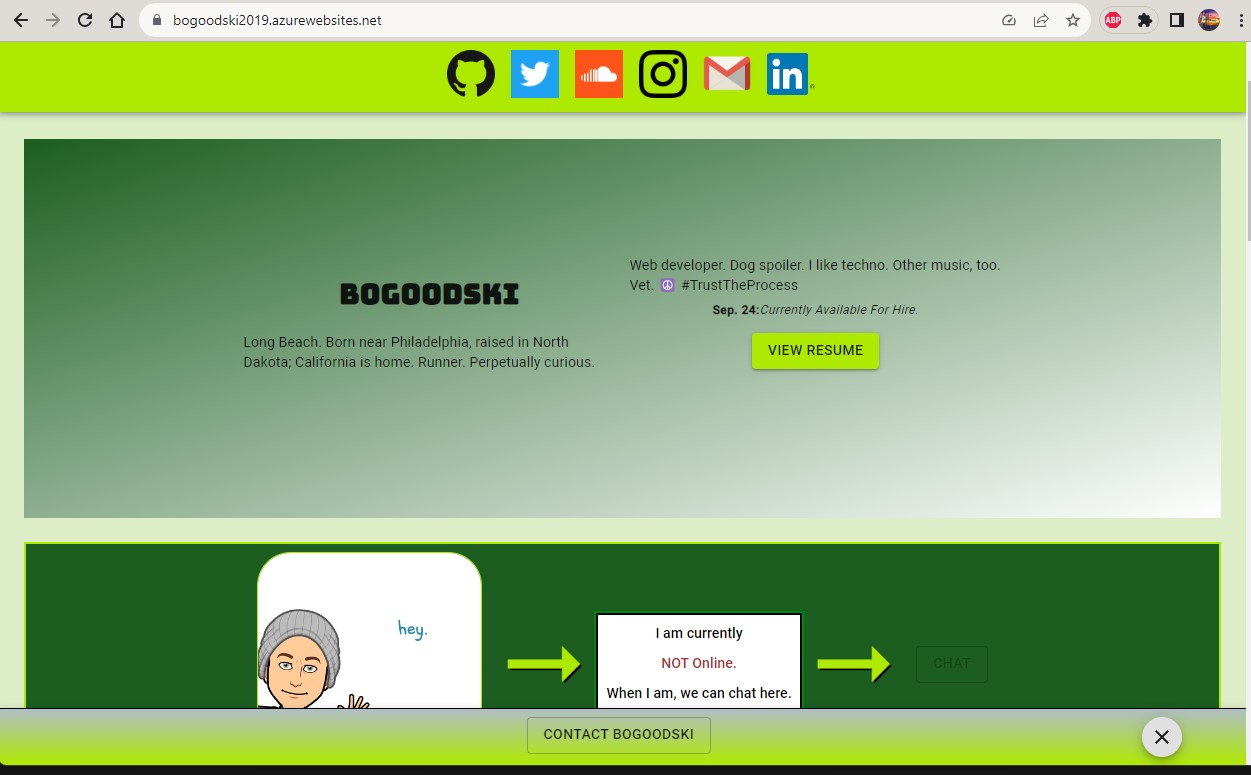 bogoodski2019.azurewebsites.net
ABP
in
BOGOODSKI
Long Beach. Born near Philadelphia, raised in North
Dakota; California is home. Runner. Perpetually curious.
Web developer. Dog spoiler. I like techno. Other music, too.
Vet. ☮ #TrustTheProcess
Sep. 24:Currently Available For Hire.
VIEW RESUME
hey.
I am currently
NOT Online.
When I am, we can chat here.
CHAT
CONTACT BOGOODSKI